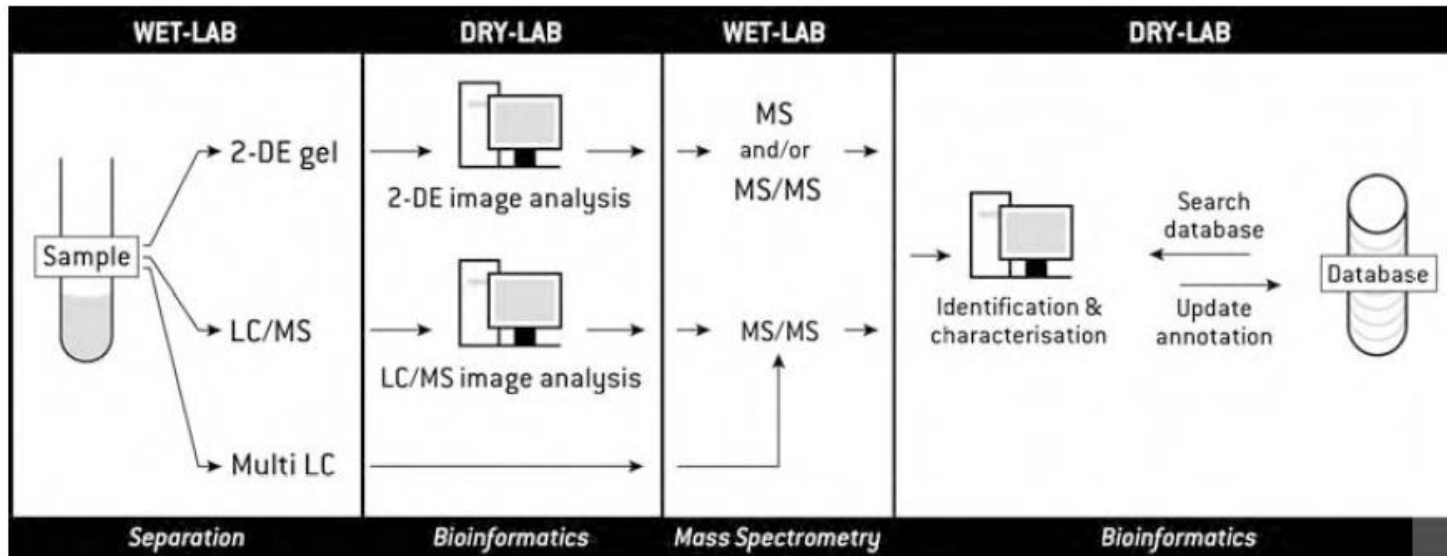 WET-LAB
DRY-LAB
WET-LAB
DRY-LAB
2-DE gel
Sample
LC/MS
Multi LC
2-DE image analysis
LC/MS image analysis
MS
and/or
MS/MS
MS/MS
Identification &
characterisation
Search
database
Update
annotation
Database
Separation
Bioinformatics
Mass Spectrometry
Bioinformatics